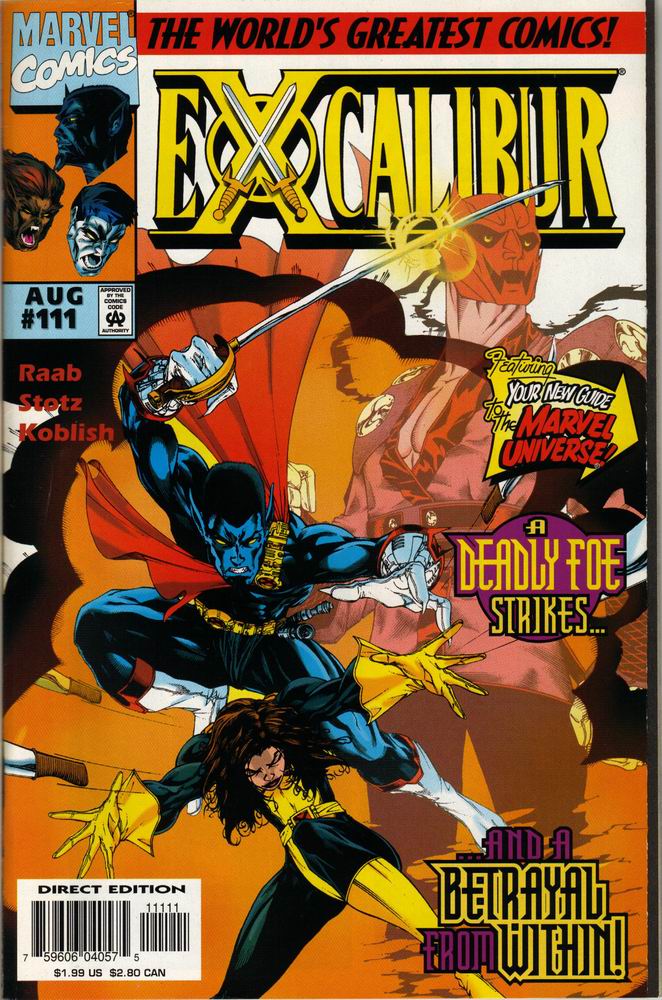 MARVEL
COMICS
THE WORLD'S GREATEST COMICS!
EXCALIBUR®
AUG
#111
APPROVED
BY THE
COMICS
CODE
CA
AUTHORITY
Raab
Stotz
Koblish
Featuring
YOUR NEW GUIDE
to the MARVEL
UNIVERSE!
A
DEADLY FOE
STRIKES...
...AND A
BETRAYAL
FROM WITHIN!
DIRECT EDITION
11111
7 59606 04057 5
$1.99 US $2.80 CAN